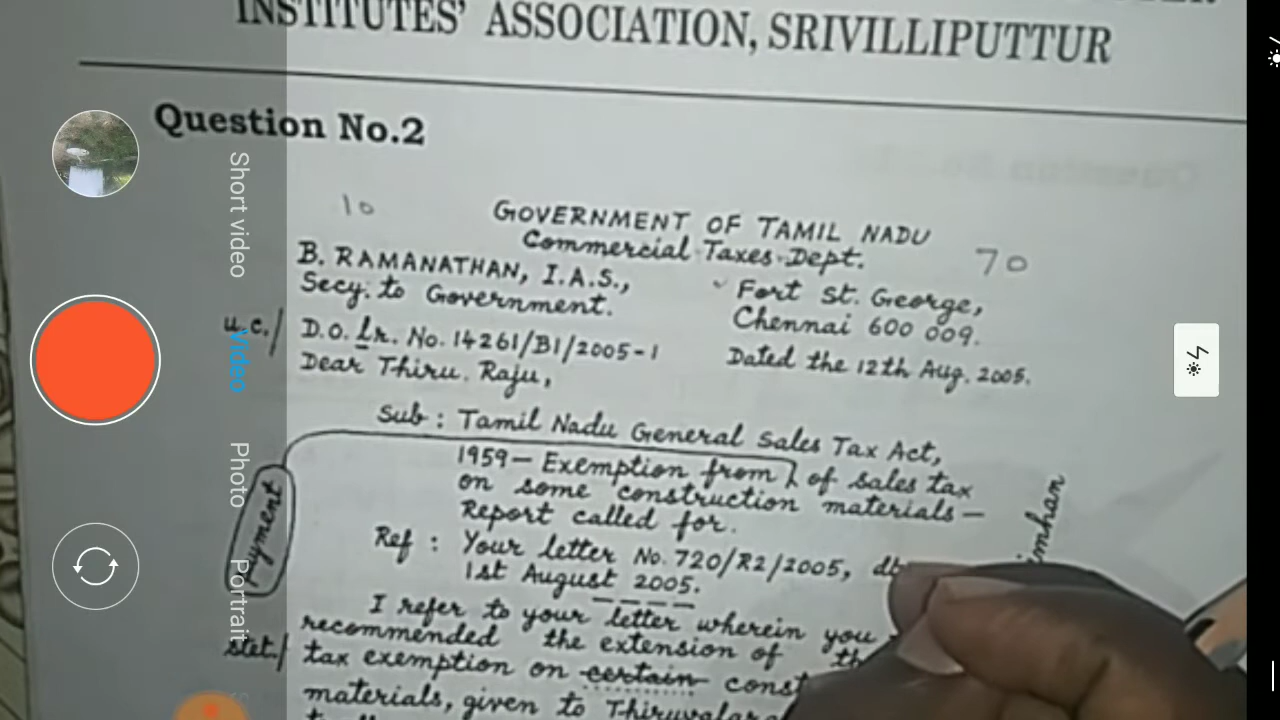 INSTITUTES' ASSOCIATION, SRIVILLIPUTTUR
Question No.2
10
GOVERNMENT OF TAMIL NADU
Commercial Taxes Dept.
70
B. RAMANATHAN, I.A.S.,
Secy. to Government.
Fort St. George,
Chennai 600 009.
u.c./
D.O. Lr. No. 14261/B1/2005-1
Dated the 12th Aug. 2005.
Dear Thiru. Raju,
Sub : Tamil Nadu General Sales Tax Act,
1959 – Exemption from of sales tax
on some construction materials –
Report called for.
payment
Ref : Your letter No. 720/R2/2005,
1st August 2005.
I refer to your letter wherein you
recommended the extension of
stet./
tax exemption on certain
materials, given to
Short video
Video
Photo
Portrait